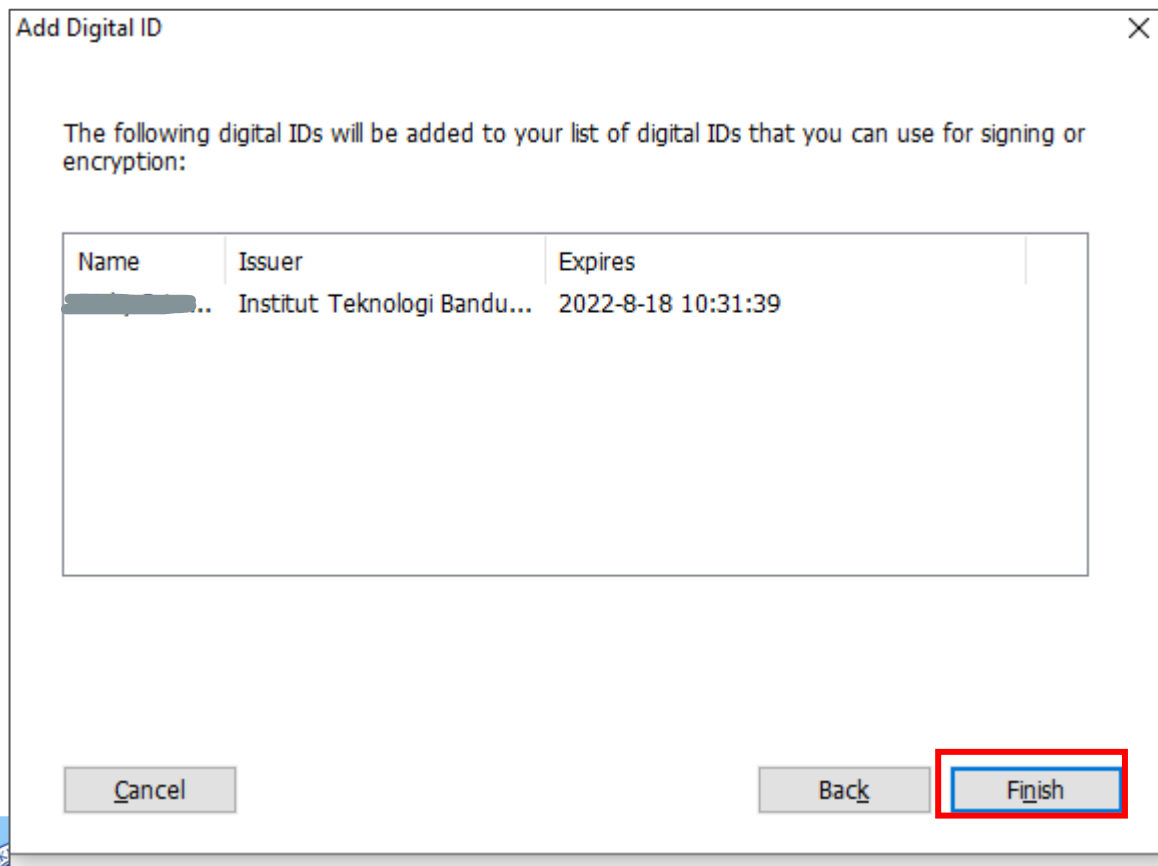 Add Digital ID
The following digital IDs will be added to your list of digital IDs that you can use for signing or
encryption:
Name Issuer Expires
... Institut Teknologi Bandu... 2022-8-18 10:31:39
Cancel Back Finish